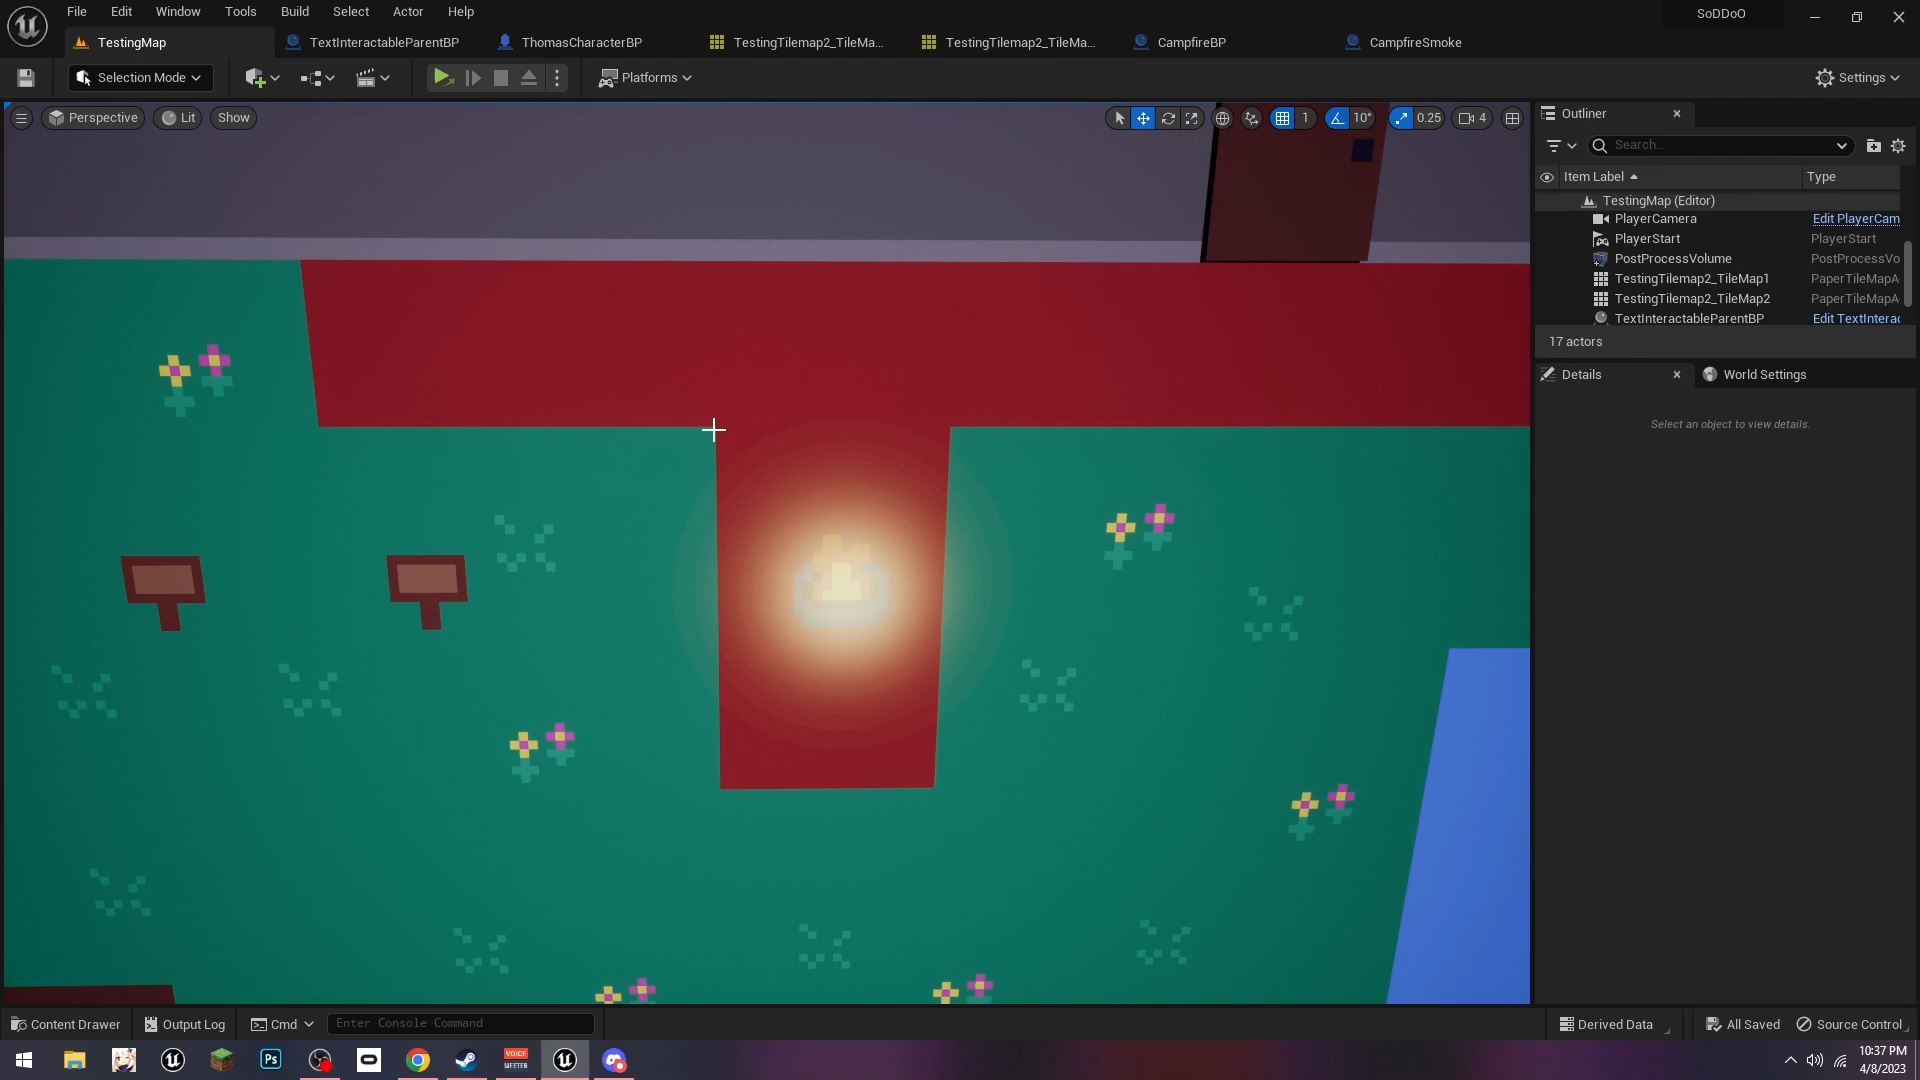 File Edit Window Tools Build Select Actor Help
SoDDoO
TestingMap TextInteractableParentBP ThomasCharacterBP TestingTilemap2_TileMa... TestingTilemap2_TileMa... CampfireBP CampfireSmoke
Selection Mode Platforms Settings
Perspective Lit Show 1 10° 0.25 4
Outliner
Search...
Item Label Type
TestingMap (Editor)
PlayerCamera Edit PlayerCam
PlayerStart PlayerStart
PostProcessVolume PostProcessVo
TestingTilemap2_TileMap1 PaperTileMapA
TestingTilemap2_TileMap2 PaperTileMapA
TextInteractableParentBP Edit TextInterac
17 actors
Details World Settings
Select an object to view details.
Content Drawer Output Log Cmd Enter Console Command Derived Data All Saved Source Control
Ps VOICE
MEETER
10:37 PM
4/8/2023